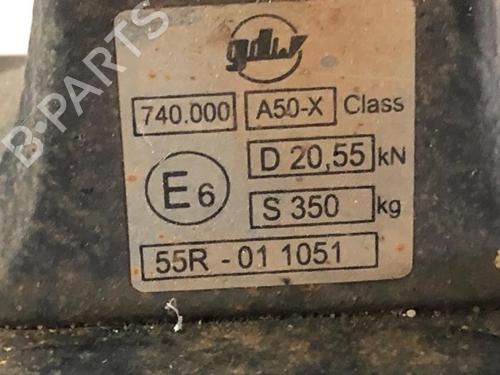 gdw
740.000 A50-X Class
D 20,55 kN
E6
S 350 kg
55R - 01 1051
B-PARTS